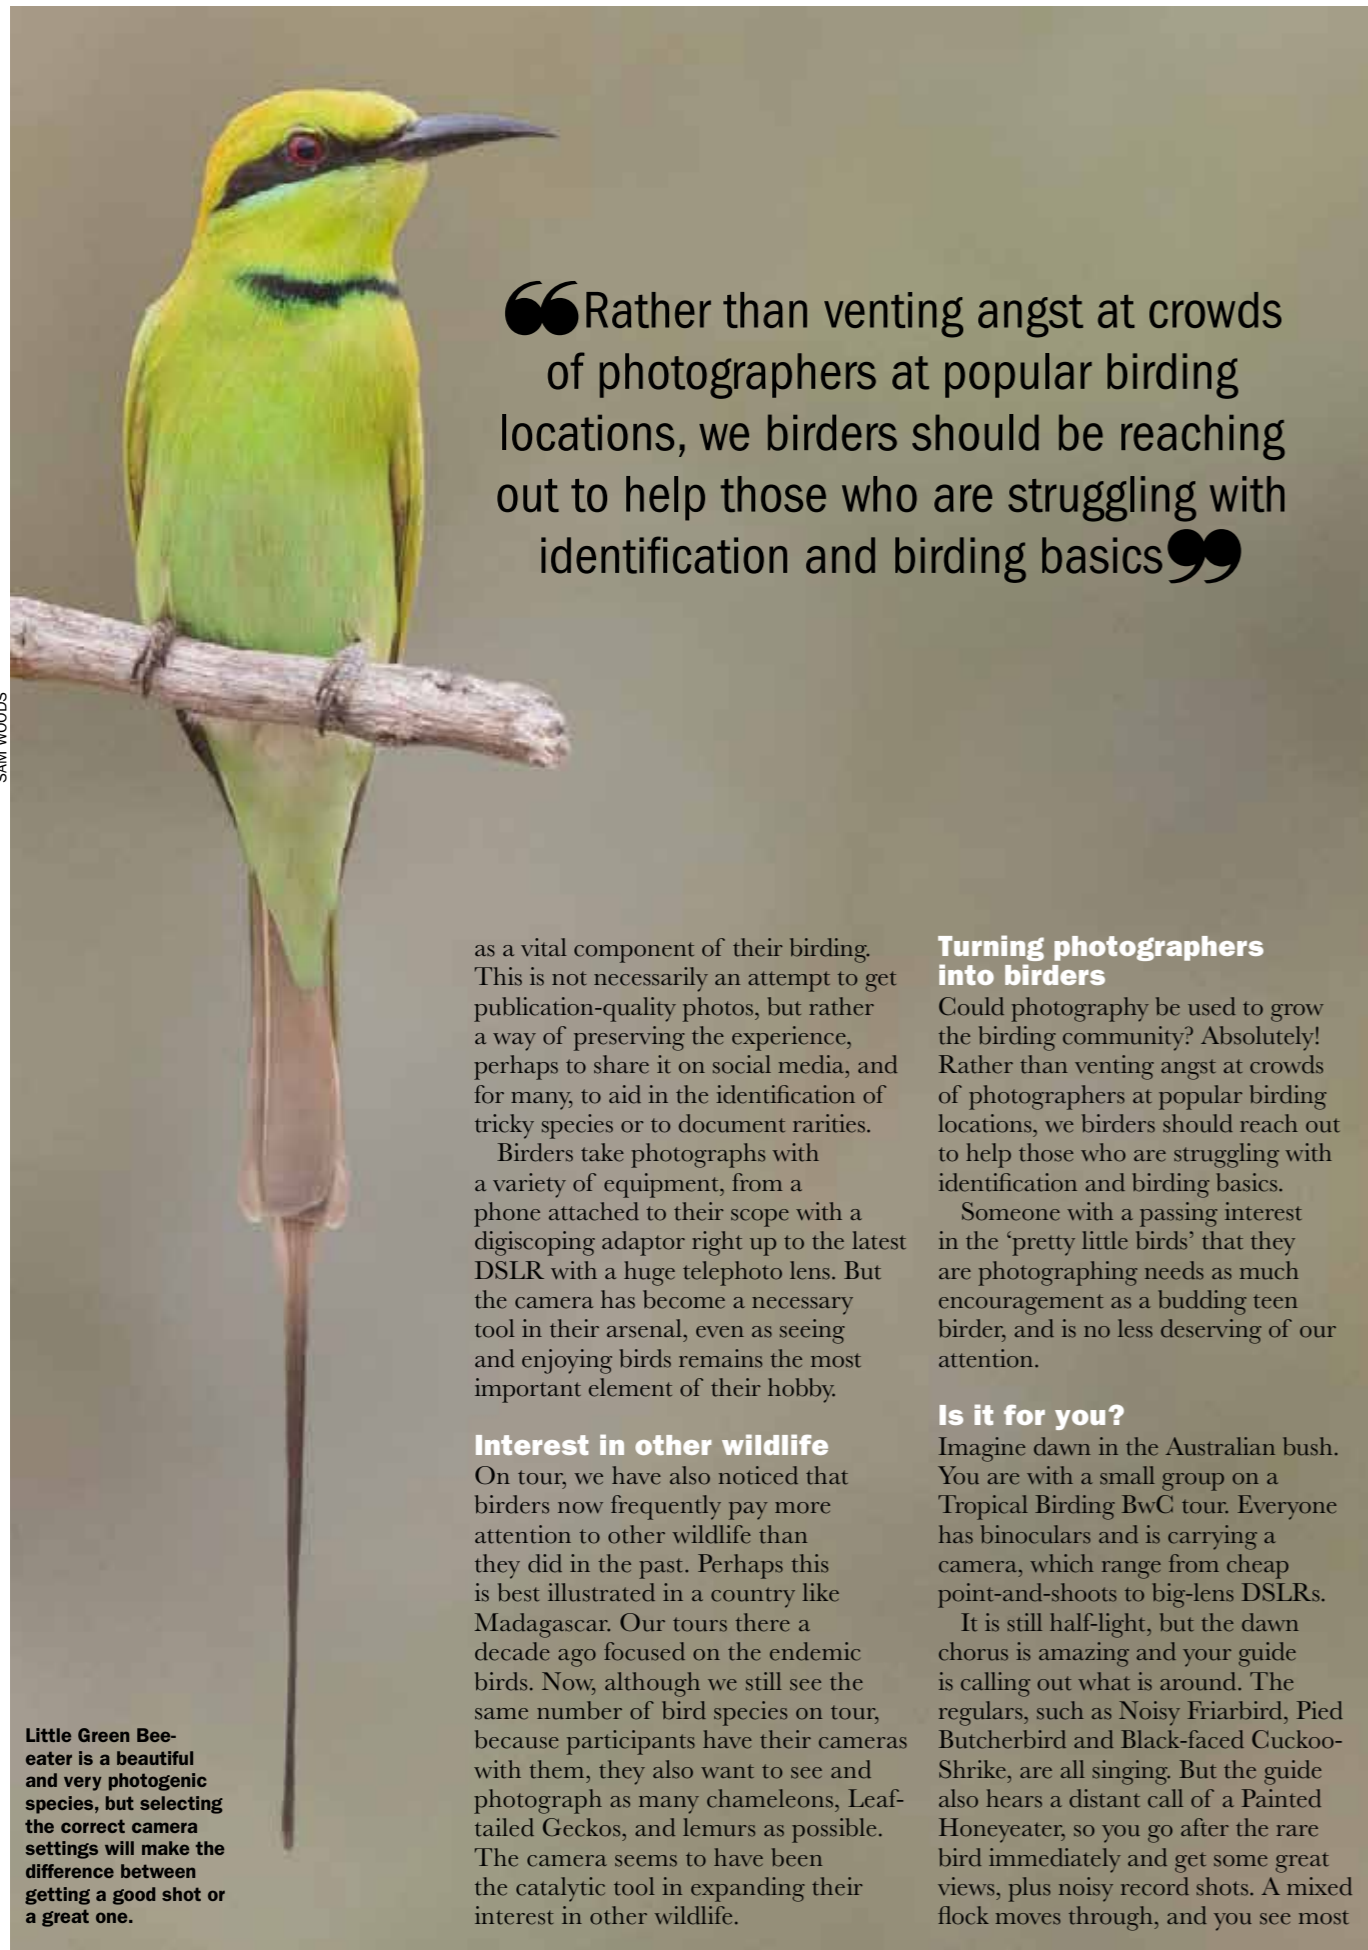 SAM WOODS
“Rather than venting angst at crowds
of photographers at popular birding
locations, we birders should be reaching
out to help those who are struggling with
identification and birding basics”
as a vital component of their birding.
This is not necessarily an attempt to get
publication-quality photos, but rather
a way of preserving the experience,
perhaps to share it on social media, and
for many, to aid in the identification of
tricky species or to document rarities.
Birders take photographs with
a variety of equipment, from a
phone attached to their scope with a
digiscoping adaptor right up to the latest
DSLR with a huge telephoto lens. But
the camera has become a necessary
tool in their arsenal, even as seeing
and enjoying birds remains the most
important element of their hobby.
Interest in other wildlife
On tour, we have also noticed that
birders now frequently pay more
attention to other wildlife than
they did in the past. Perhaps this
is best illustrated in a country like
Madagascar. Our tours there a
decade ago focused on the endemic
birds. Now, although we still see the
same number of bird species on tour,
because participants have their cameras
with them, they also want to see and
photograph as many chameleons, Leaf-
tailed Geckos, and lemurs as possible.
The camera seems to have been
the catalytic tool in expanding their
interest in other wildlife.
Turning photographers
into birders
Could photography be used to grow
the birding community? Absolutely!
Rather than venting angst at crowds
of photographers at popular birding
locations, we birders should reach out
to help those who are struggling with
identification and birding basics.
Someone with a passing interest
in the ‘pretty little birds’ that they
are photographing needs as much
encouragement as a budding teen
birder, and is no less deserving of our
attention.
Is it for you?
Imagine dawn in the Australian bush.
You are with a small group on a
Tropical Birding BwC tour. Everyone
has binoculars and is carrying a
camera, which range from cheap
point-and-shoots to big-lens DSLRs.
It is still half-light, but the dawn
chorus is amazing and your guide
is calling out what is around. The
regulars, such as Noisy Friarbird, Pied
Butcherbird and Black-faced Cuckoo-
Shrike, are all singing. But the guide
also hears a distant call of a Painted
Honeyeater, so you go after the rare
bird immediately and get some great
views, plus noisy record shots. A mixed
flock moves through, and you see most
Little Green Bee-
eater is a beautiful
and very photogenic
species, but selecting
the correct camera
settings will make the
difference between
getting a good shot or
a great one.